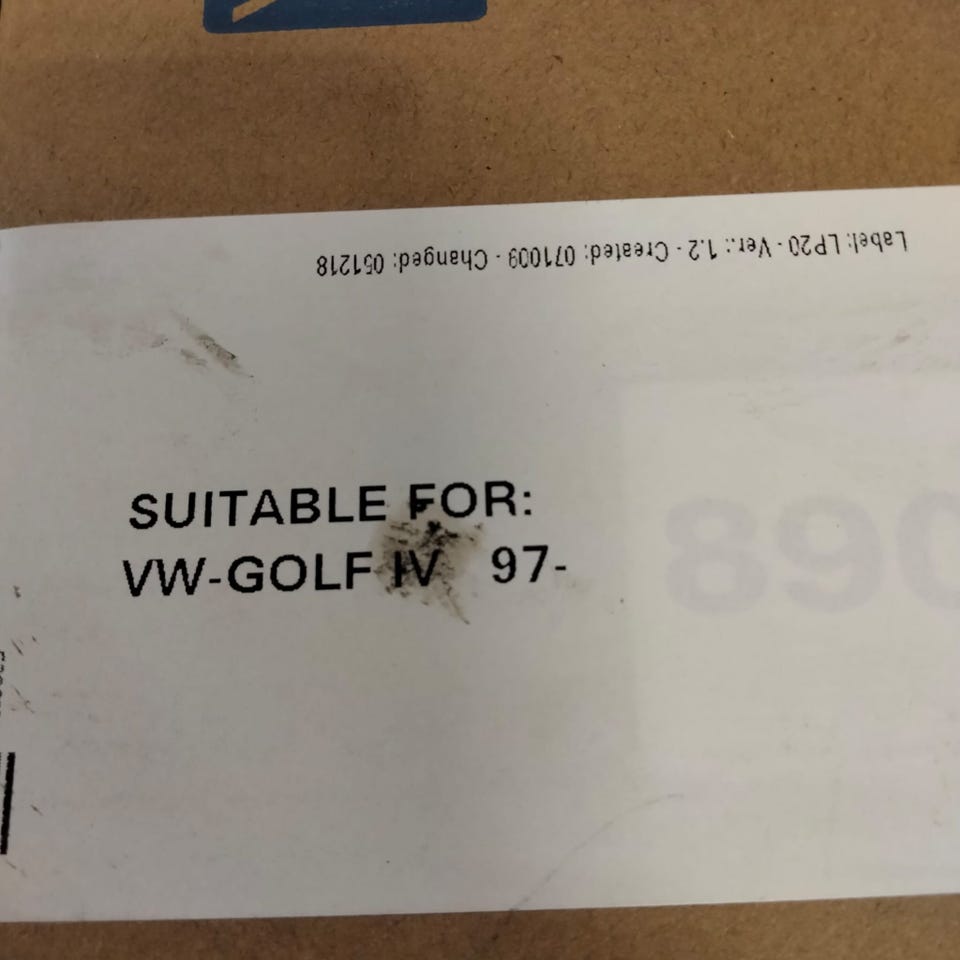 Label: LP20 - Ver.: 1.2 - Created: 071009 - Changed: 051218
SUITABLE FOR:
VW-GOLF IV 97-